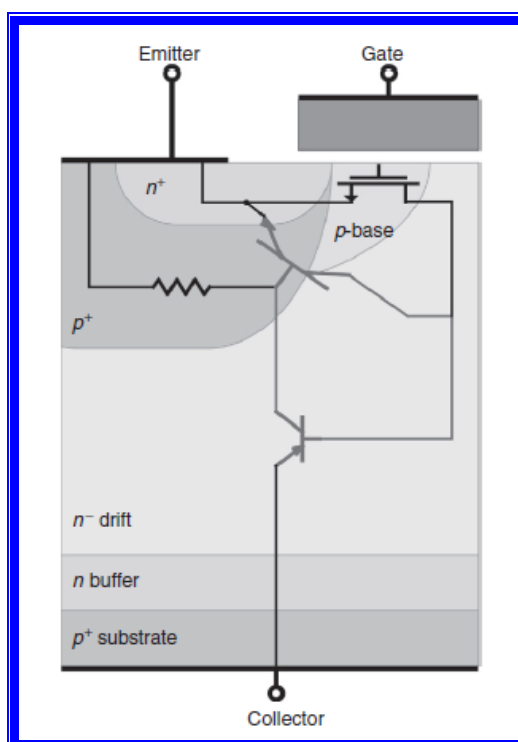 Emitter
Gate
n+
p-base
p+
n− drift
n buffer
p+ substrate
Collector